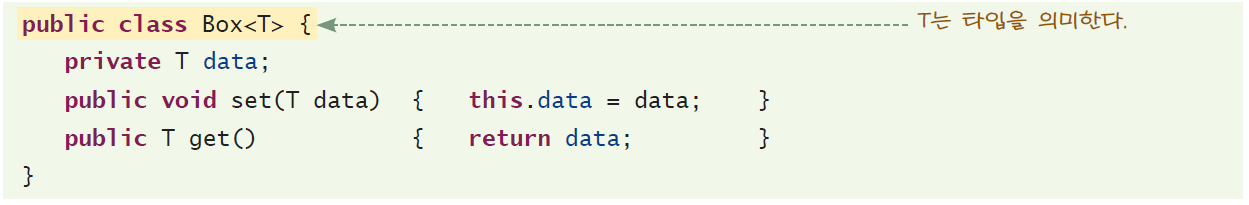 public class Box<T> { T는 타입을 의미한다.
private T data;
public void set(T data) { this.data = data; }
public T get() { return data; }
}